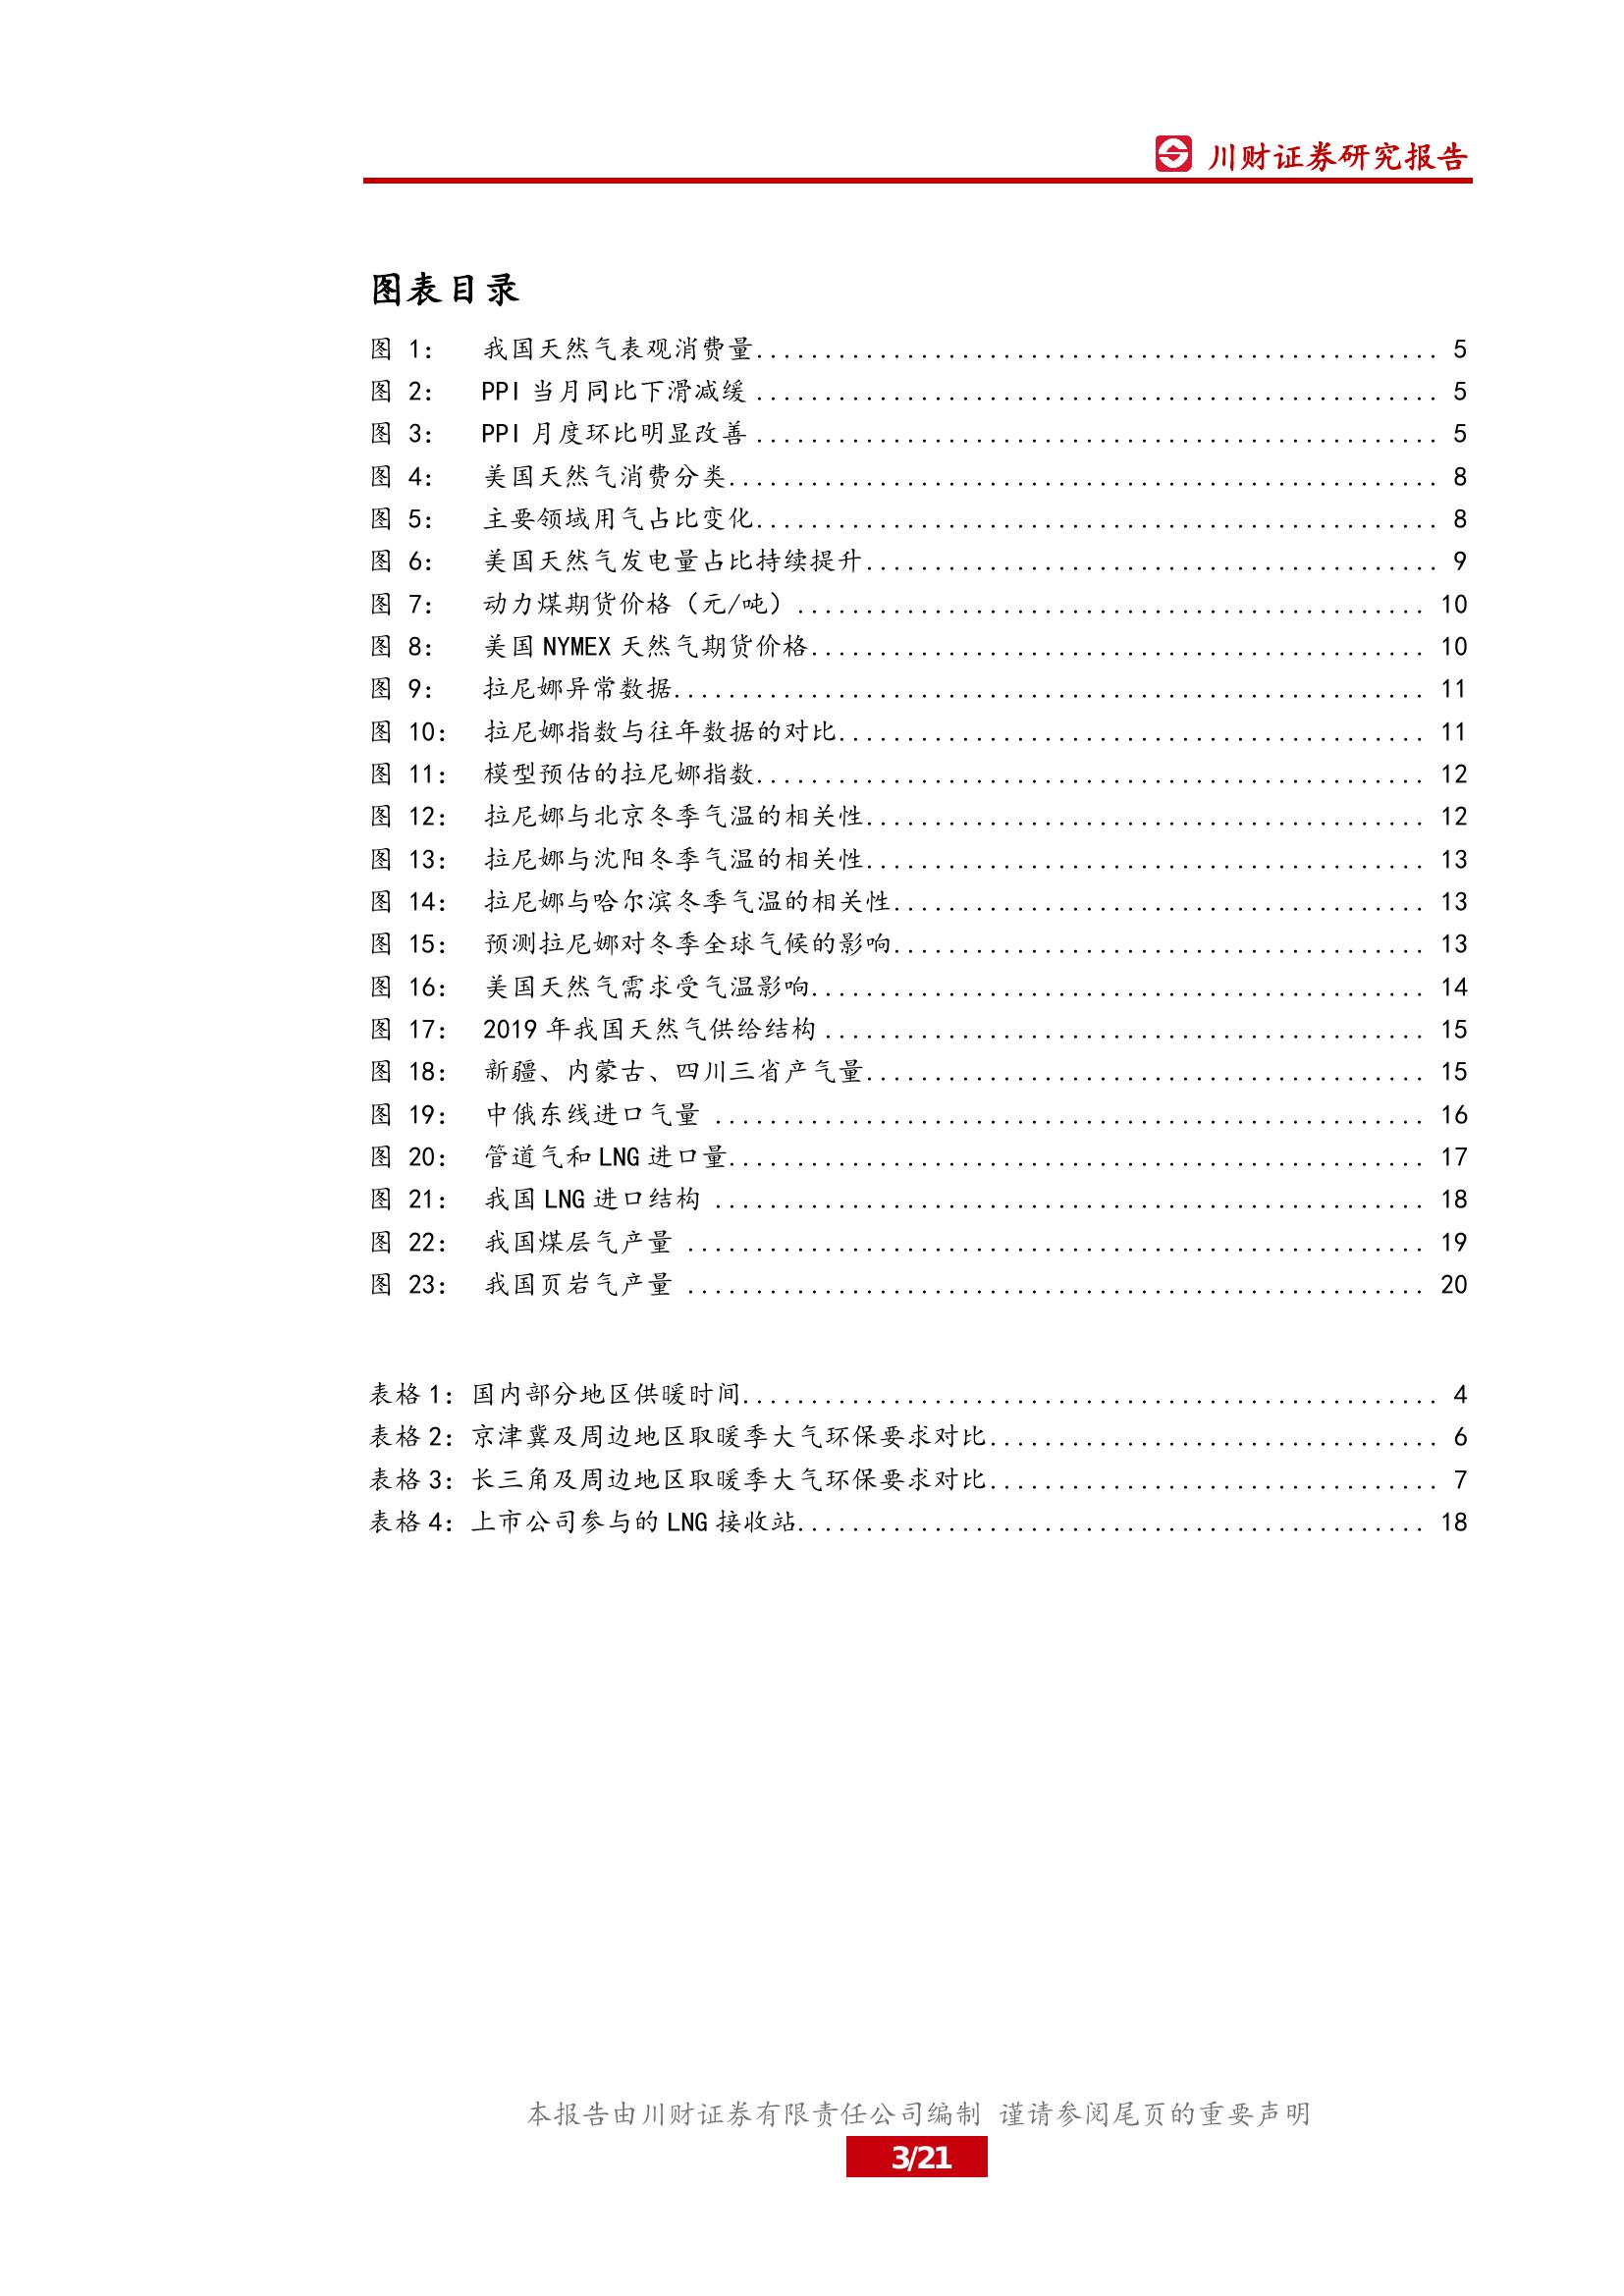 川财证券研究报告
图表目录
图 1： 我国天然气表观消费量.................................................. 5
图 2： PPI 当月同比下滑减缓.................................................. 5
图 3： PPI 月度环比明显改善.................................................. 5
图 4： 美国天然气消费分类.................................................... 8
图 5： 主要领域用气占比变化.................................................. 8
图 6： 美国天然气发电量占比持续提升.......................................... 9
图 7： 动力煤期货价格（元/吨）.............................................. 10
图 8： 美国 NYMEX 天然气期货价格............................................. 10
图 9： 拉尼娜异常数据....................................................... 11
图 10： 拉尼娜指数与往年数据的对比........................................... 11
图 11： 模型预估的拉尼娜指数................................................. 12
图 12： 拉尼娜与北京冬季气温的相关性......................................... 12
图 13： 拉尼娜与沈阳冬季气温的相关性......................................... 13
图 14： 拉尼娜与哈尔滨冬季气温的相关性....................................... 13
图 15： 预测拉尼娜对冬季全球气候的影响....................................... 13
图 16： 美国天然气需求受气温影响............................................. 14
图 17： 2019 年我国天然气供给结构............................................ 15
图 18： 新疆、内蒙古、四川三省产气量......................................... 15
图 19： 中俄东线进口气量.................................................... 16
图 20： 管道气和 LNG 进口量.................................................. 17
图 21： 我国 LNG 进口结构.................................................... 18
图 22： 我国煤层气产量...................................................... 19
图 23： 我国页岩气产量...................................................... 20
表格 1：国内部分地区供暖时间................................................... 4
表格 2：京津冀及周边地区取暖季大气环保要求对比................................. 6
表格 3：长三角及周边地区取暖季大气环保要求对比................................. 7
表格 4：上市公司参与的 LNG 接收站.............................................. 18
本报告由川财证券有限责任公司编制 谨请参阅尾页的重要声明
3/21